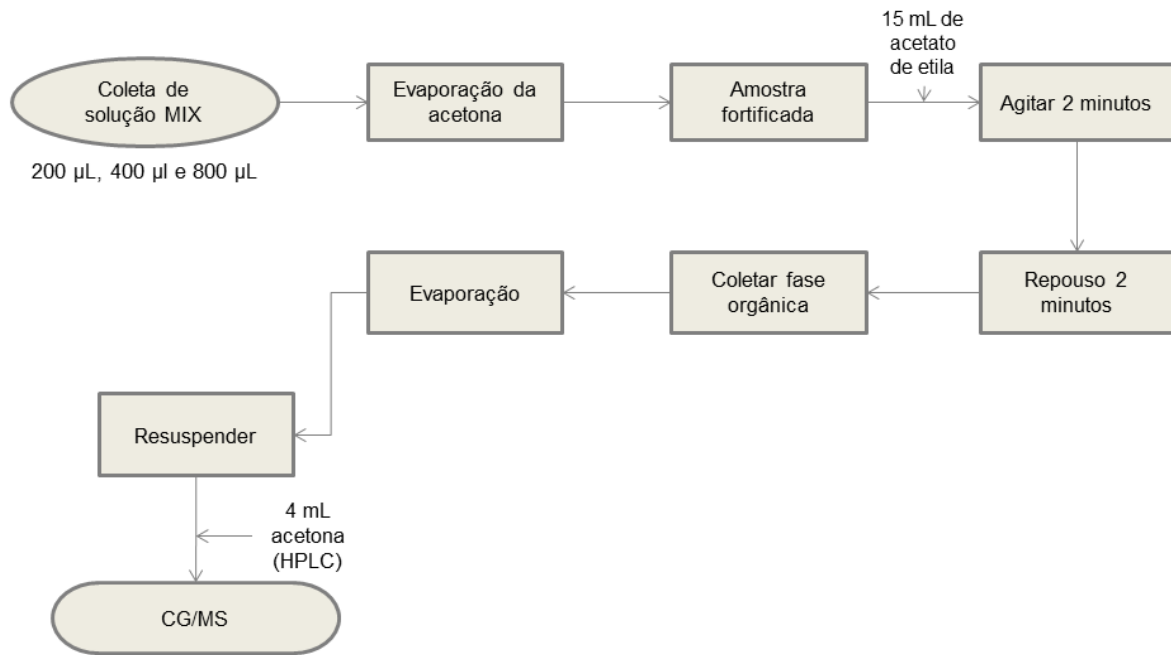 Coleta de
solução MIX
200 µL, 400 µl e 800 µL
Evaporação da
acetona
Amostra
fortificada
15 mL de
acetato
de etila
Agitar 2 minutos
Repouso 2
minutos
Coletar fase
orgânica
Evaporação
Resuspender
4 mL
acetona
(HPLC)
CG/MS